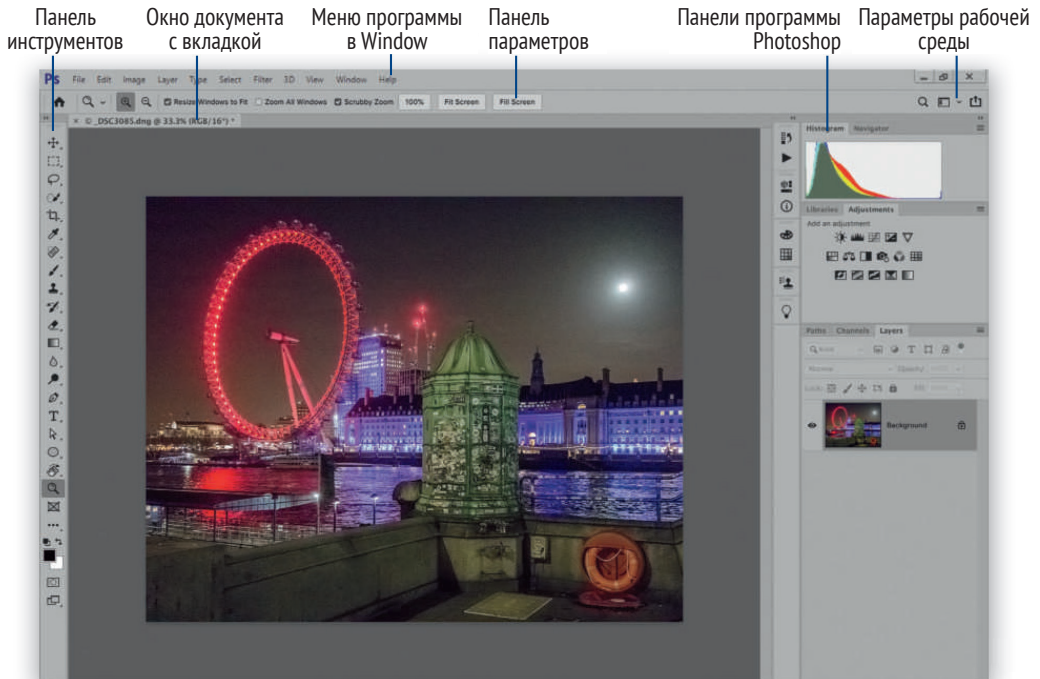 Панель
инструментов
Окно документа
с вкладкой
Меню программы
в Window
Панель
параметров
Панели программы
Photoshop
Параметры рабочей
среды
Ps File Edit Image Layer Type Select Filter 3D View Window Help
Resize Windows to Fit Zoom All Windows Scrubby Zoom 100% Fit Screen Fill Screen
× © _DSC3085.dng @ 33.3% (RGB/16*) *
Histogram Navigator
Libraries Adjustments
Add an adjustment
Paths Channels Layers
Kind
Normal Opacity:
Lock: Fill:
Background